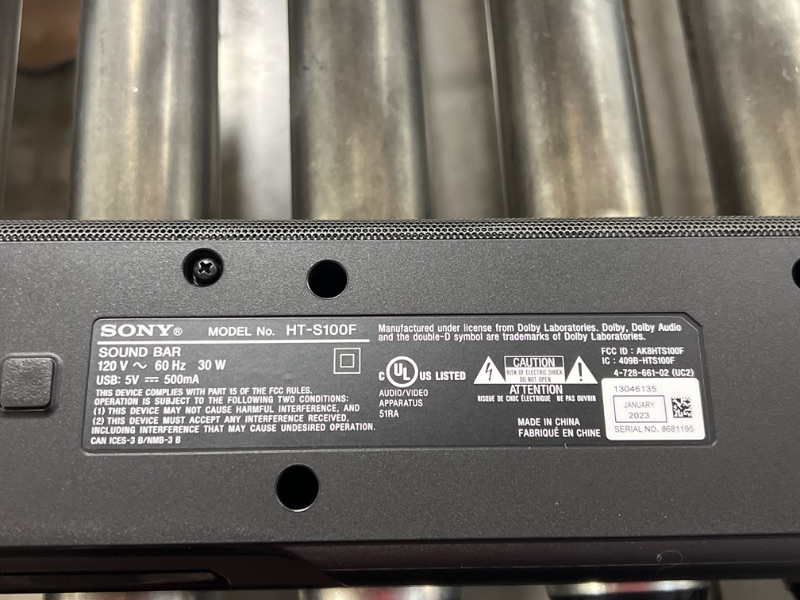 SONY® MODEL No. HT-S100F
SOUND BAR
120 V ~ 60 Hz 30 W
USB: 5V ⎓ 500mA
THIS DEVICE COMPLIES WITH PART 15 OF THE FCC RULES.
OPERATION IS SUBJECT TO THE FOLLOWING TWO CONDITIONS:
(1) THIS DEVICE MAY NOT CAUSE HARMFUL INTERFERENCE, AND
(2) THIS DEVICE MUST ACCEPT ANY INTERFERENCE RECEIVED,
INCLUDING INTERFERENCE THAT MAY CAUSE UNDESIRED OPERATION.
CAN ICES-3 B/NMB-3 B
Manufactured under license from Dolby Laboratories. Dolby, Dolby Audio
and the double-D symbol are trademarks of Dolby Laboratories.
C UL US LISTED
AUDIO/VIDEO
APPARATUS
51RA
CAUTION
RISK OF ELECTRIC SHOCK
DO NOT OPEN
ATTENTION
RISQUE DE CHOC ÉLECTRIQUE NE PAS OUVRIR
MADE IN CHINA
FABRIQUÉ EN CHINE
FCC ID : AK8HTS100F
IC : 409B-HTS100F
4-728-661-02 (UC2)
13046135
JANUARY
2023
SERIAL NO. 8681195